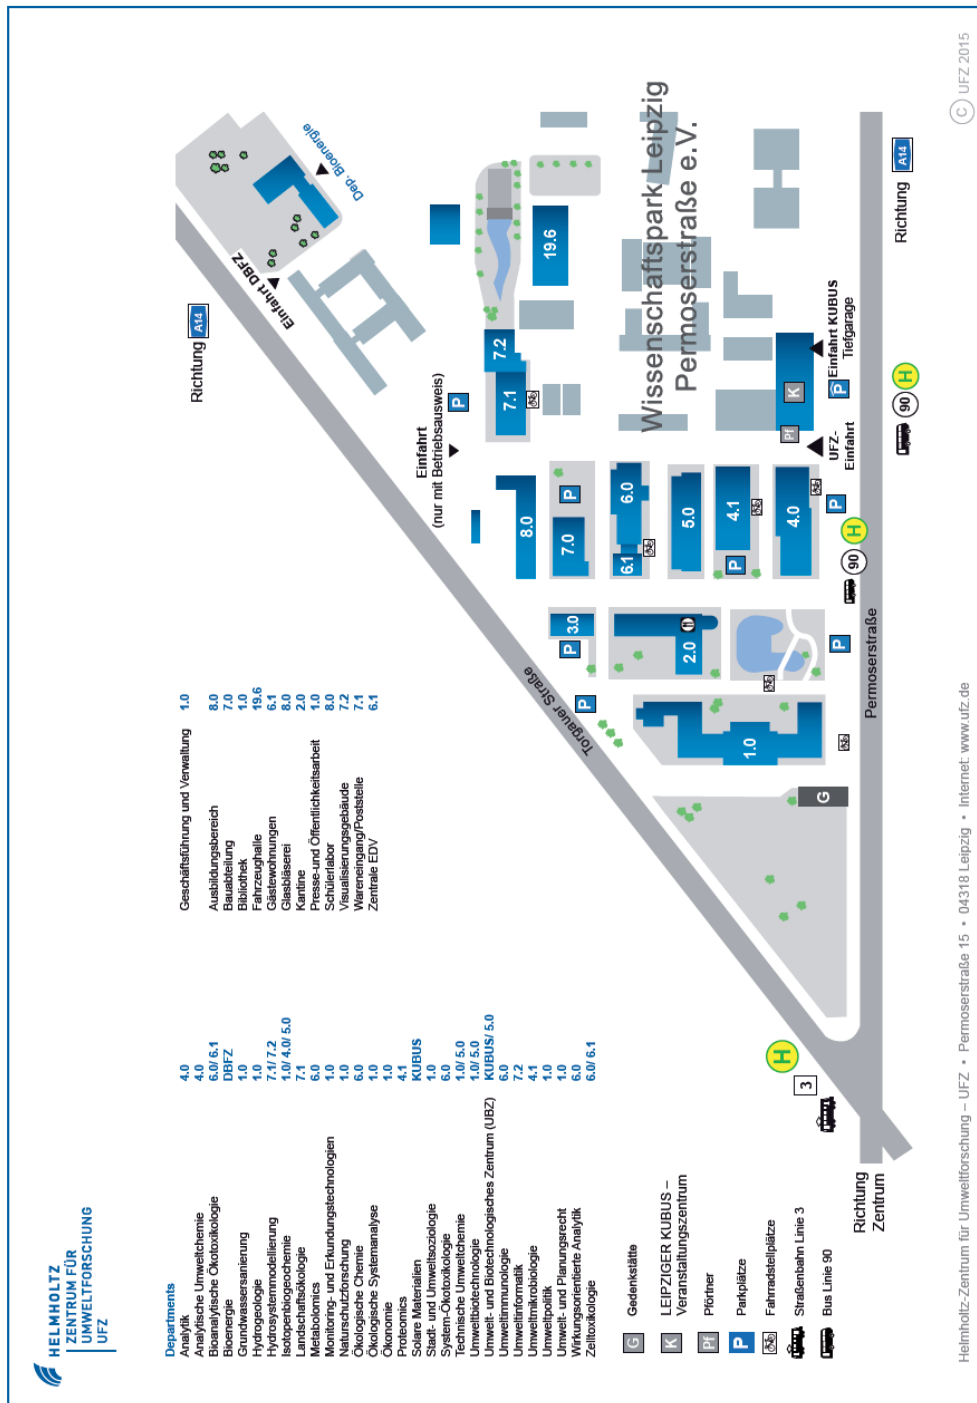 HELMHOLTZ
ZENTRUM FÜR
UMWELTFORSCHUNG
UFZ
Departments
Analytik 4.0
Analytische Umweltchemie 4.0
Bioanalytische Ökotoxikologie 6.0/ 6.1
Bioenergie DBFZ
Grundwassersanierung 1.0
Hydrogeologie 1.0
Hydrosystemmodellierung 7.1/ 7.2
Isotopenbiogeochemie 1.0/ 4.0/ 5.0
Landschaftsökologie 7.1
Metabolomics 6.0
Monitoring- und Erkundungstechnologien 1.0
Naturschutzforschung 1.0
Ökologische Chemie 6.0
Ökologische Systemanalyse 1.0
Ökonomie 1.0
Proteomics 4.1
Solare Materialien KUBUS
Stadt- und Umweltsoziologie 1.0
System-Ökotoxikologie 6.0
Technische Umweltchemie 1.0/ 5.0
Umweltbiotechnologie 1.0/ 5.0
Umwelt- und Biotechnologisches Zentrum (UBZ) KUBUS/ 5.0
Umweltimmunologie 6.0
Umweltinformatik 7.2
Umweltmikrobiologie 4.1
Umweltpolitik 1.0
Umwelt- und Planungsrecht 1.0
Wirkungsorientierte Analytik 6.0
Zelltoxikologie 6.0/ 6.1
Geschäftsführung und Verwaltung 1.0
Ausbildungsbereich 8.0
Bauabteilung 7.0
Bibliothek 1.0
Fahrzeughalle 19.6
Gästewohnungen 6.1
Glasbläserei 8.0
Kantine 2.0
Presse-und Öffentlichkeitsarbeit 1.0
Schülerlabor 8.0
Visualisierungsgebäude 7.2
Wareneingang/Poststelle 7.1
Zentrale EDV 6.1
G Gedenkstätte
K LEIPZIGER KUBUS –
Veranstaltungszentrum
Pf Pförtner
P Parkplätze
Fahrradstellplätze
Straßenbahn Linie 3
Bus Linie 90
Richtung A14
Einfahrt DBFZ
Dep. Bioenergie
Einfahrt
(nur mit Betriebsausweis)
P
Torgauer Straße
P
P
3.0
8.0
7.0
P
7.1
7.2
19.6
2.0
6.1
6.0
5.0
P
4.1
4.0
1.0
G
Wissenschaftspark Leipzig
Permoserstraße e.V.
Pf
K
UFZ-
Einfahrt
P
Einfahrt KUBUS
Tiefgarage
P
P
90
H
90
H
Permoserstraße
3
H
Richtung
Zentrum
Richtung A14
Helmholtz-Zentrum für Umweltforschung – UFZ • Permoserstraße 15 • 04318 Leipzig • Internet: www.ufz.de
C UFZ 2015